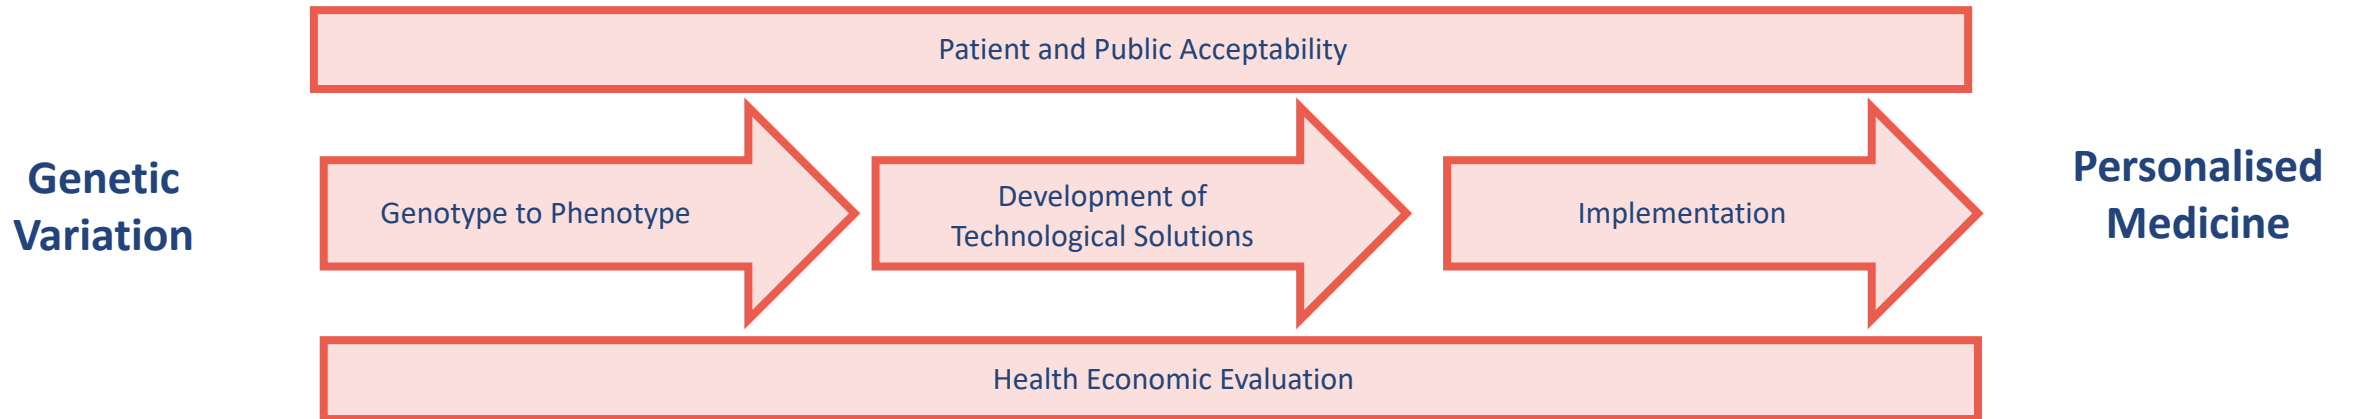 Patient and Public Acceptability
Genetic
Variation
Genotype to Phenotype
Development of
Technological Solutions
Implementation
Personalised
Medicine
Health Economic Evaluation